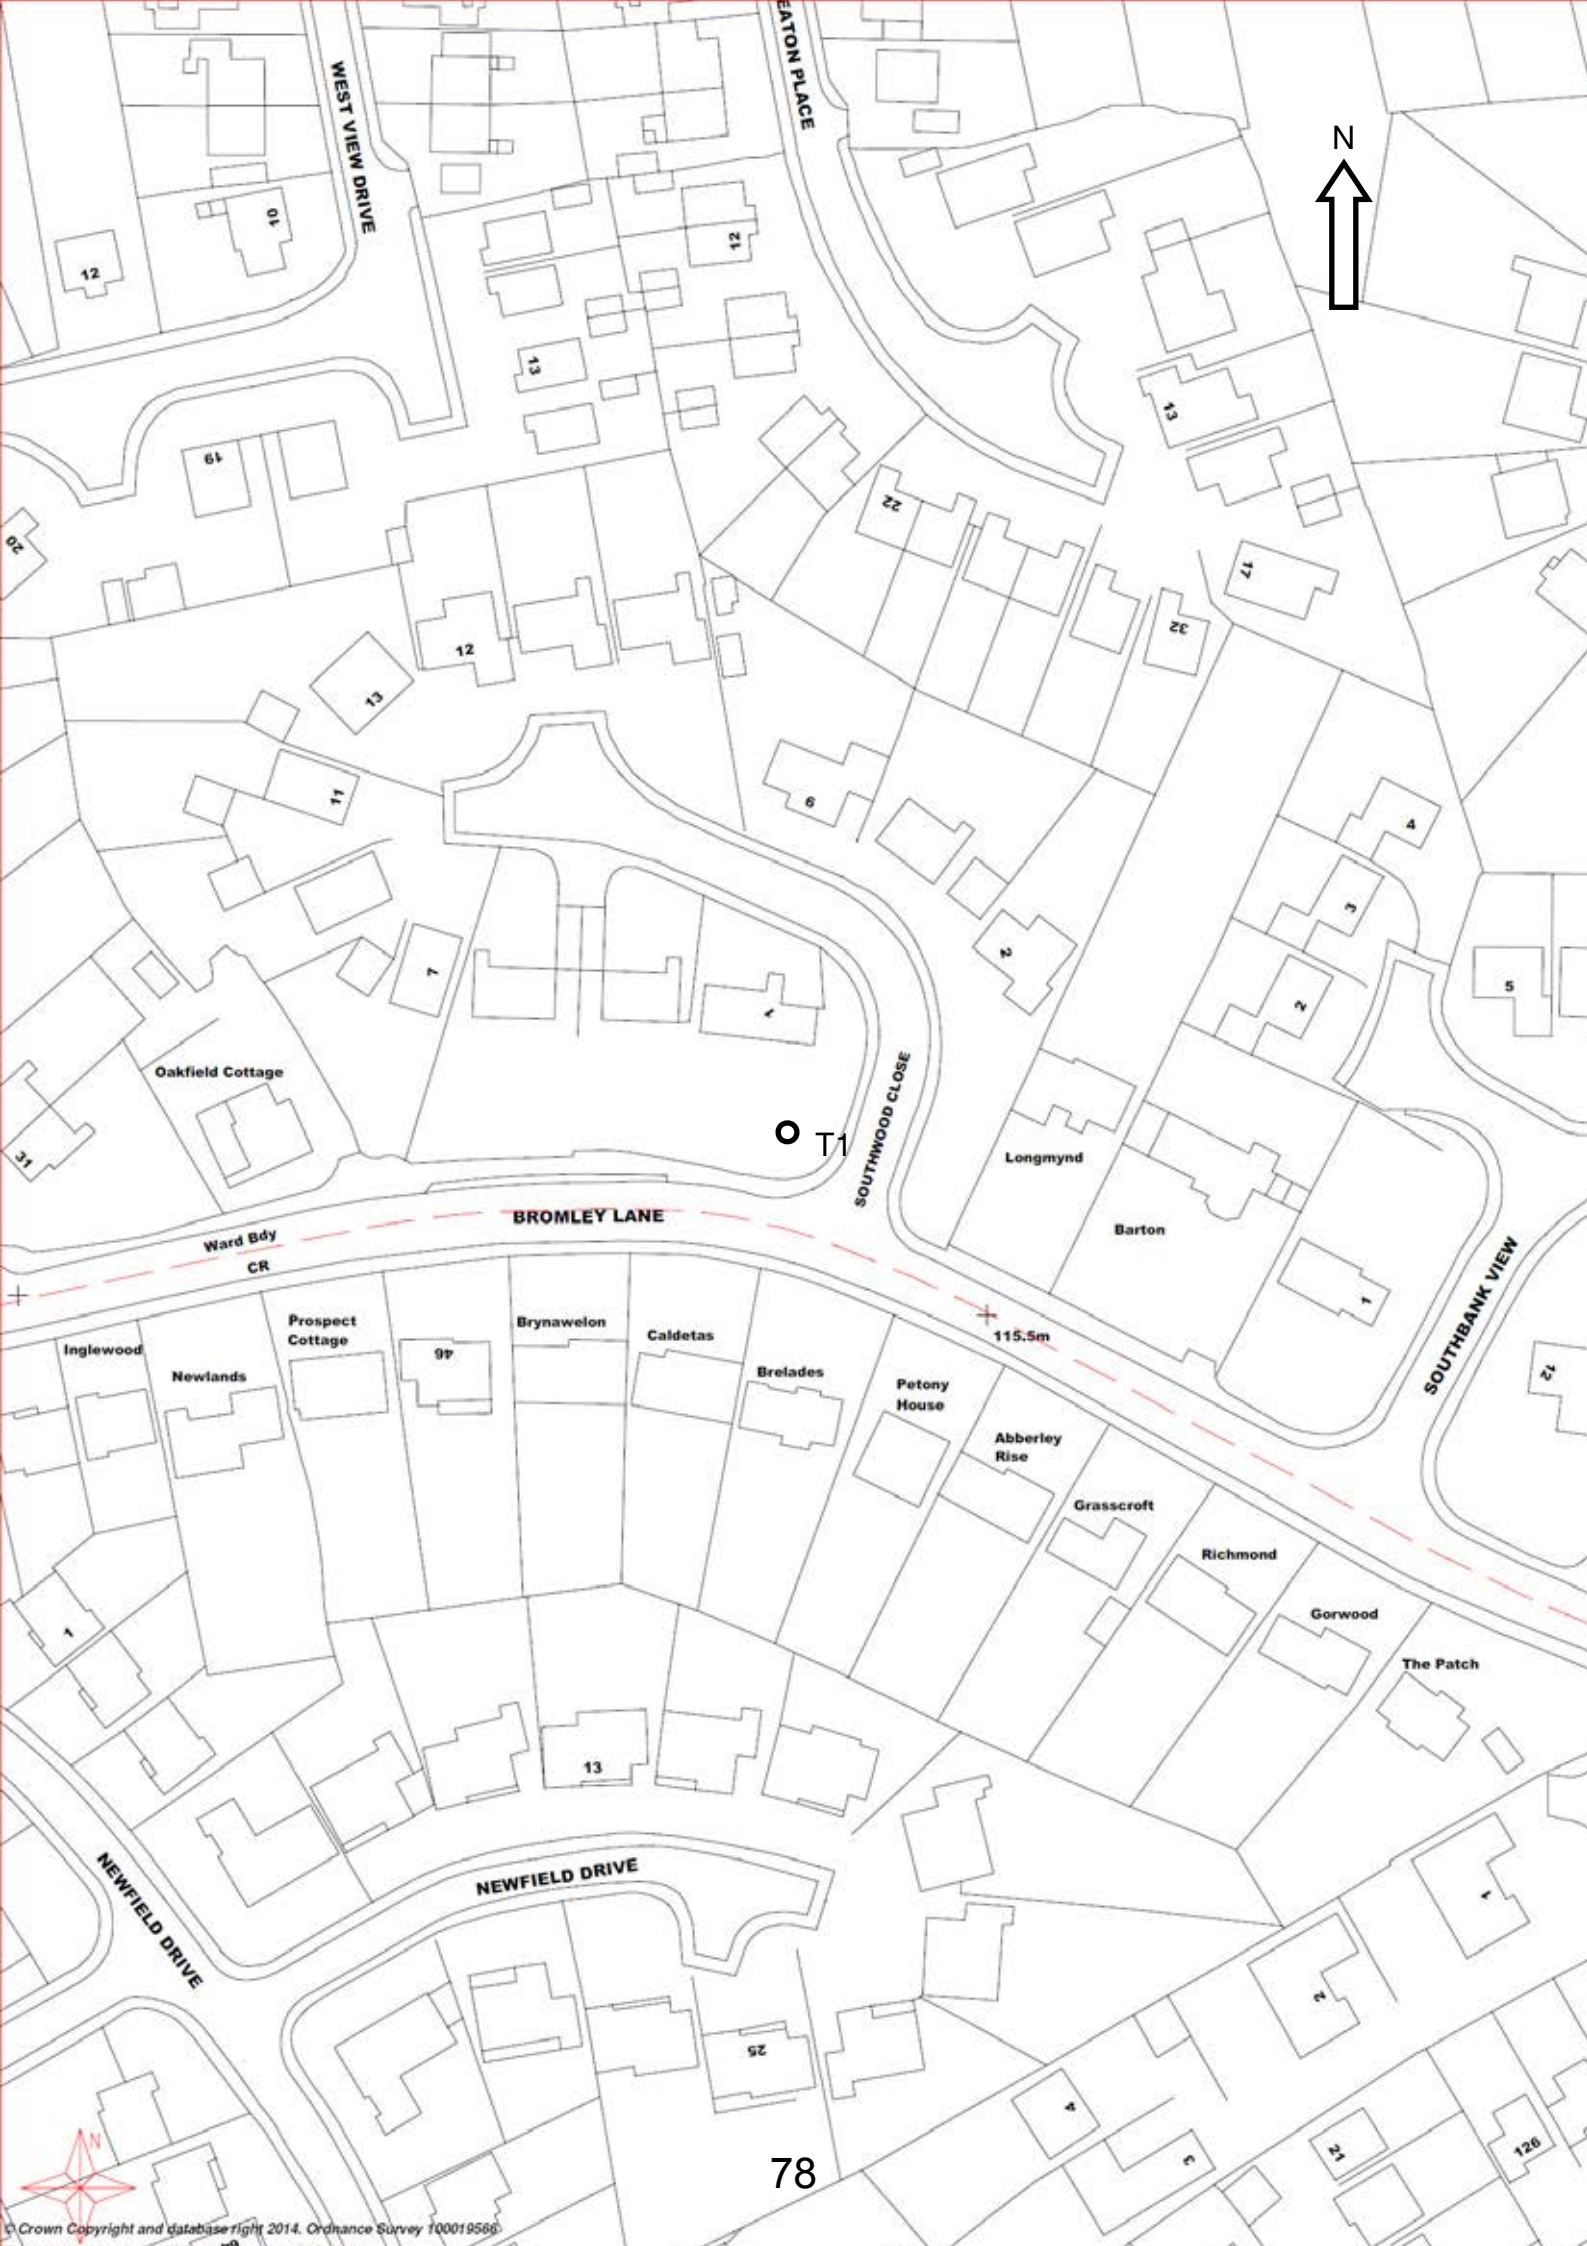 EATON PLACE
WEST VIEW DRIVE
N
10
12
12
13
13
19
22
20
17
32
12
13
6
11
4
3
2
2
5
7
1
Oakfield Cottage
SOUTHWOOD CLOSE
T1
31
Longmynd
BROMLEY LANE
Barton
Ward Bdy
CR
SOUTHBANK VIEW
1
115.5m
Prospect
Cottage
Brynawelon
Caldetas
Inglewood
46
Newlands
Brelades
12
Petony
House
Abberley
Rise
Grasscroft
Richmond
Gorwood
1
The Patch
13
NEWFIELD DRIVE
NEWFIELD DRIVE
1
2
25
4
21
126
3
N
78
© Crown Copyright and database right 2014. Ordnance Survey 100019566